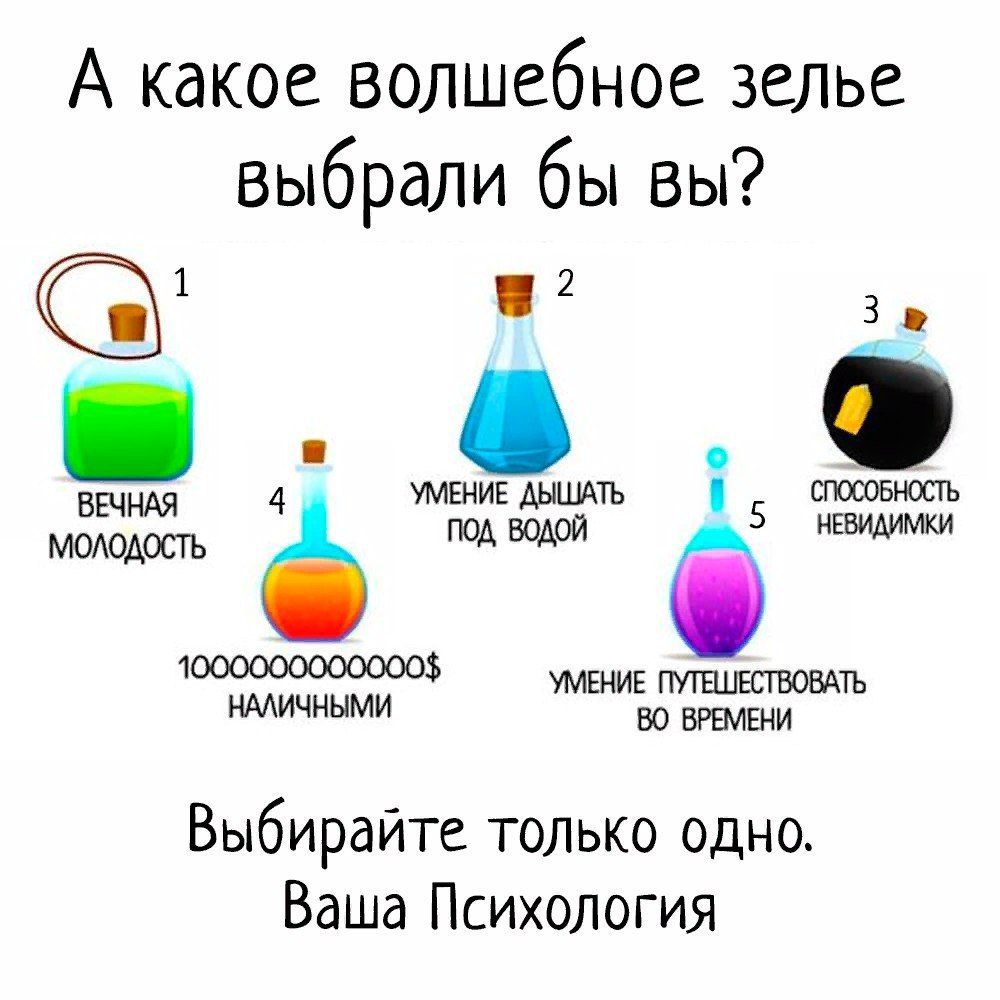 А какое волшебное зелье
выбрали бы вы?
1
2
3
ВЕЧНАЯ
МОЛОДОСТЬ
4
УМЕНИЕ ДЫШАТЬ
ПОД ВОДОЙ
5
СПОСОБНОСТЬ
НЕВИДИМКИ
1000000000000$
НАЛИЧНЫМИ
УМЕНИЕ ПУТЕШЕСТВОВАТЬ
ВО ВРЕМЕНИ
Выбирайте только одно.
Ваша Психология